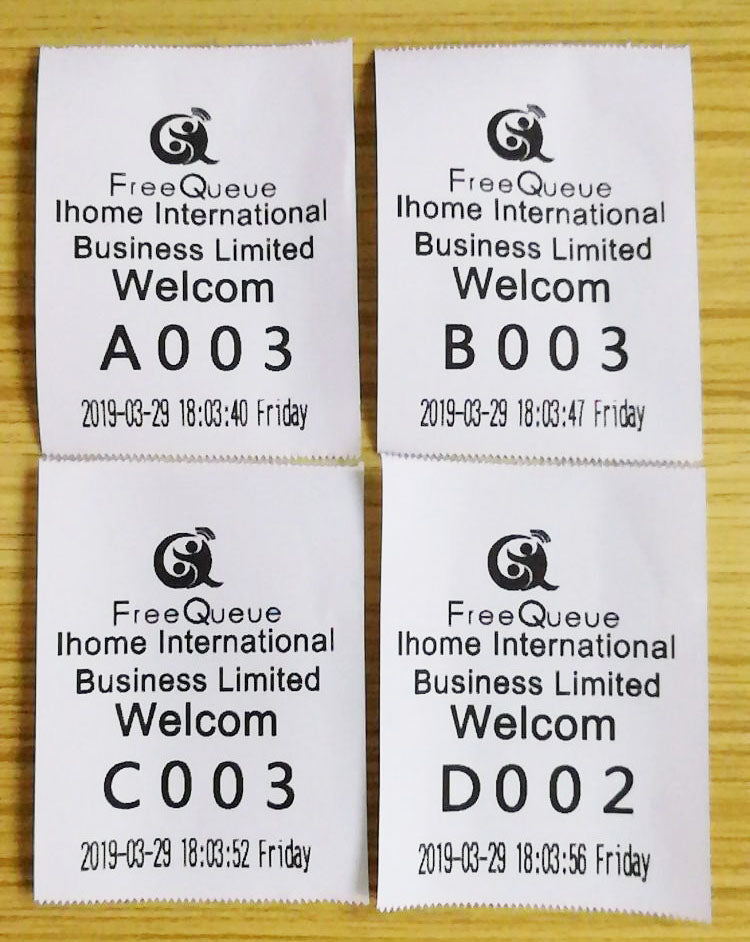 FreeQueue
Ihome International
Business Limited
Welcom
A003
2019-03-29 18:03:40 Friday
FreeQueue
Ihome International
Business Limited
Welcom
B003
2019-03-29 18:03:47 Friday
FreeQueue
Ihome International
Business Limited
Welcom
C003
2019-03-29 18:03:52 Friday
FreeQueue
Ihome International
Business Limited
Welcom
D002
2019-03-29 18:03:56 Friday